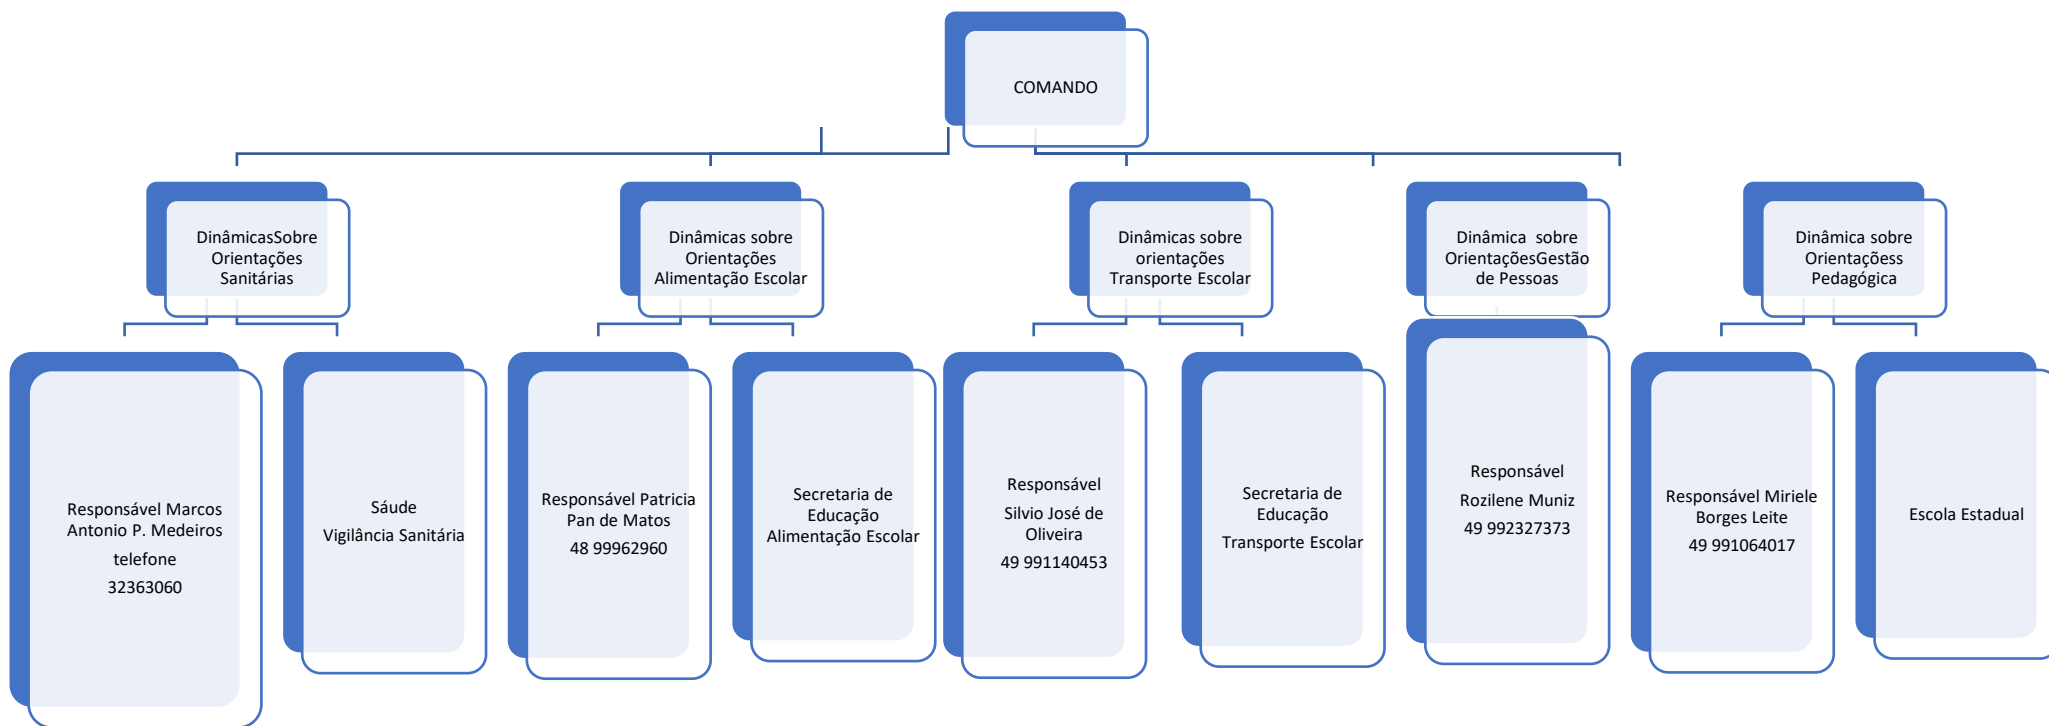 COMANDO
DinâmicasSobre
Orientações
Sanitárias
Dinâmicas sobre
Orientações
Alimentação Escolar
Dinâmicas sobre
orientações
Transporte Escolar
Dinâmica  sobre
OrientaçõesGestão
de Pessoas
Dinâmica sobre
Orientaçõess
Pedagógica
Responsável Marcos
Antonio P. Medeiros
telefone
32363060
Sáude
Vigilância Sanitária
Responsável Patricia
Pan de Matos
48 99962960
Secretaria de
Educação
Alimentação Escolar
Responsável
Silvio José de
Oliveira
49 991140453
Secretaria de
Educação
Transporte Escolar
Responsável
Rozilene Muniz
49 992327373
Responsável Miriele
Borges Leite
49 991064017
Escola Estadual